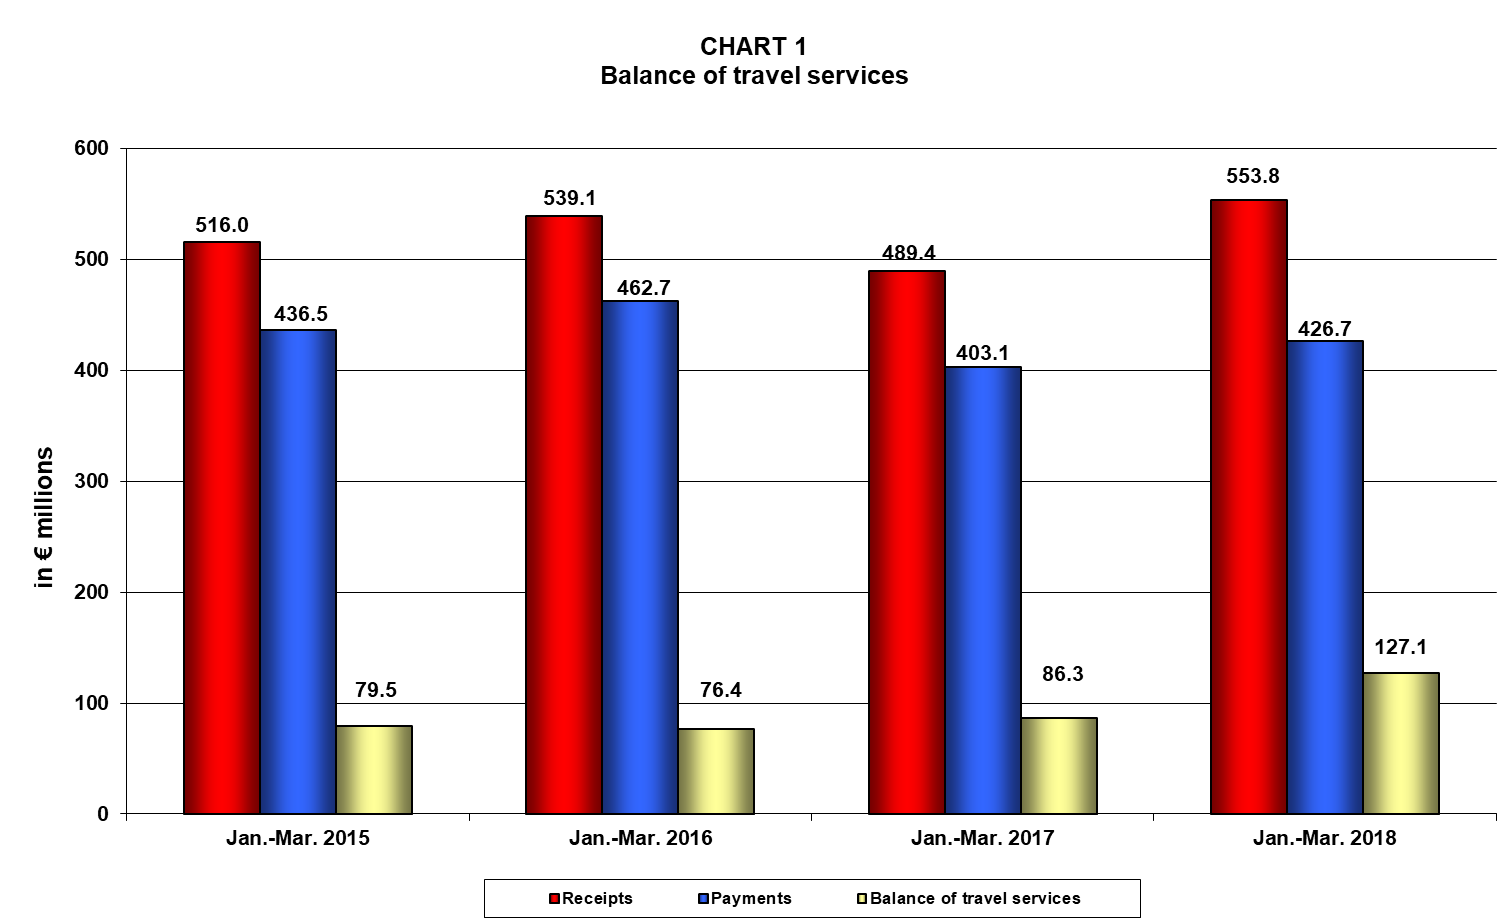 CHART 1
Balance of travel services
in € millions
600
500
400
300
200
100
0
516.0
436.5
79.5
539.1
462.7
76.4
489.4
403.1
86.3
553.8
426.7
127.1
Jan.-Mar. 2015
Jan.-Mar. 2016
Jan.-Mar. 2017
Jan.-Mar. 2018
Receipts
Payments
Balance of travel services